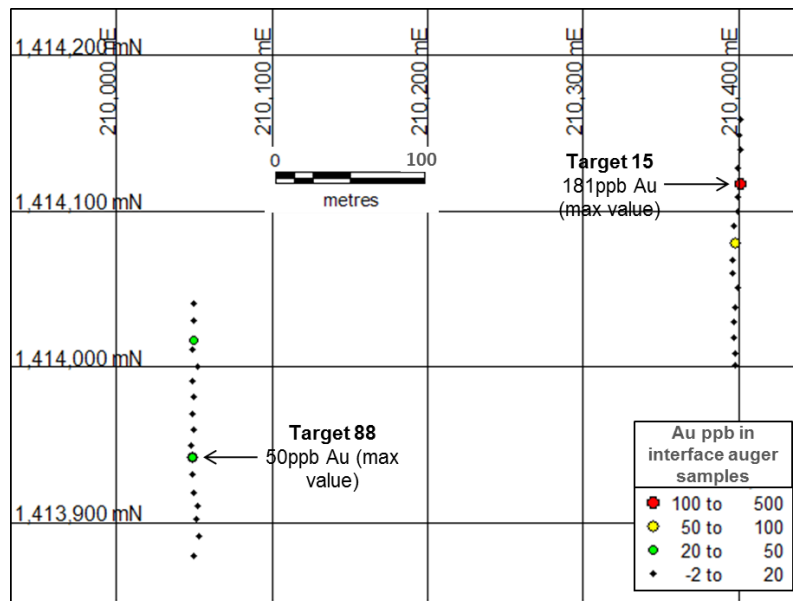 1,414,200 mN
210,000 mE
210,100 mE
210,200 mE
210,300 mE
210,400 mE
0 100
metres
Target 15
181ppb Au
(max value)
1,414,100 mN
1,414,000 mN
Target 88
50ppb Au (max
value)
1,413,900 mN
Au ppb in
interface auger
samples
100 to 500
50 to 100
20 to 50
-2 to 20